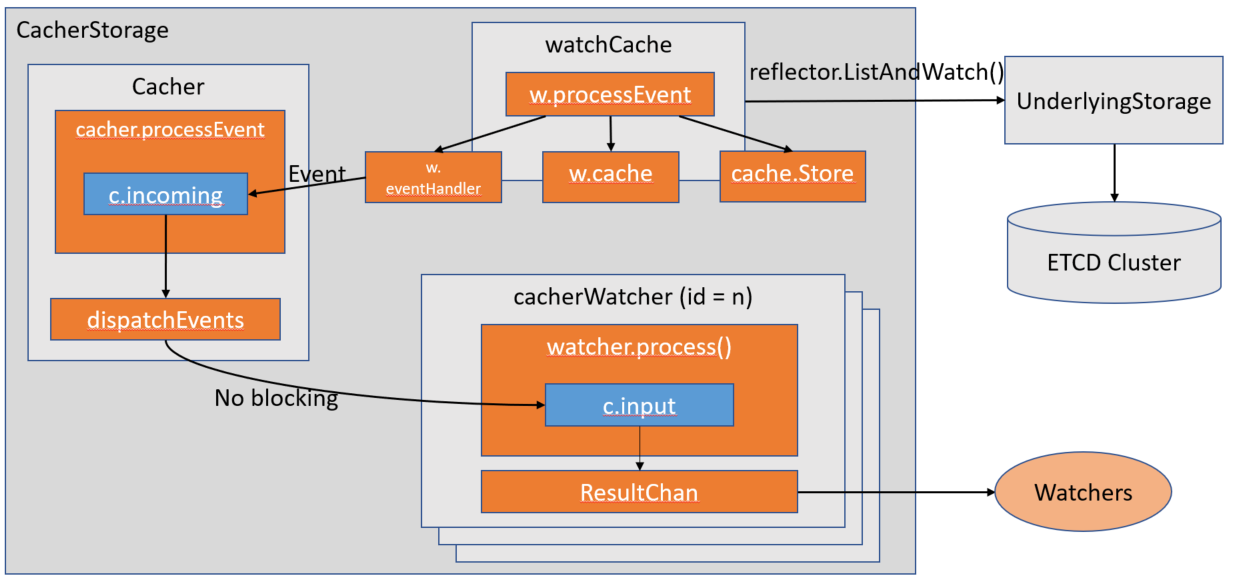 CacherStorage
watchCache
w.processEvent
reflector.ListAndWatch()
UnderlyingStorage
Cacher
cacher.processEvent
c.incoming
Event
w.
eventHandler
w.cache
cache.Store
ETCD Cluster
dispatchEvents
No blocking
cacherWatcher (id = n)
watcher.process()
c.input
ResultChan
Watchers